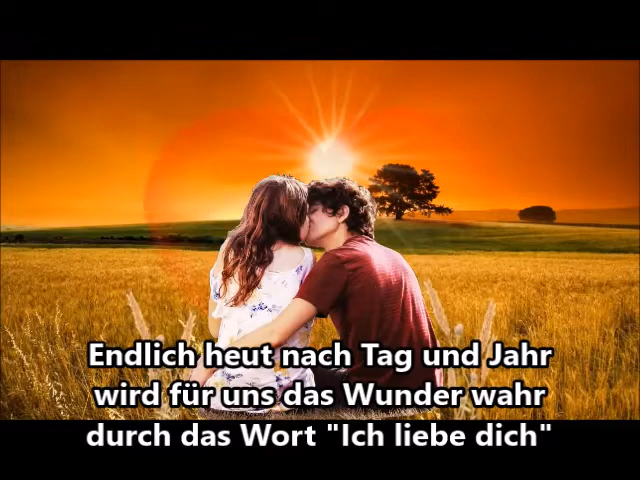 Endlich heut nach Tag und Jahr
wird für uns das Wunder wahr
durch das Wort "Ich liebe dich"